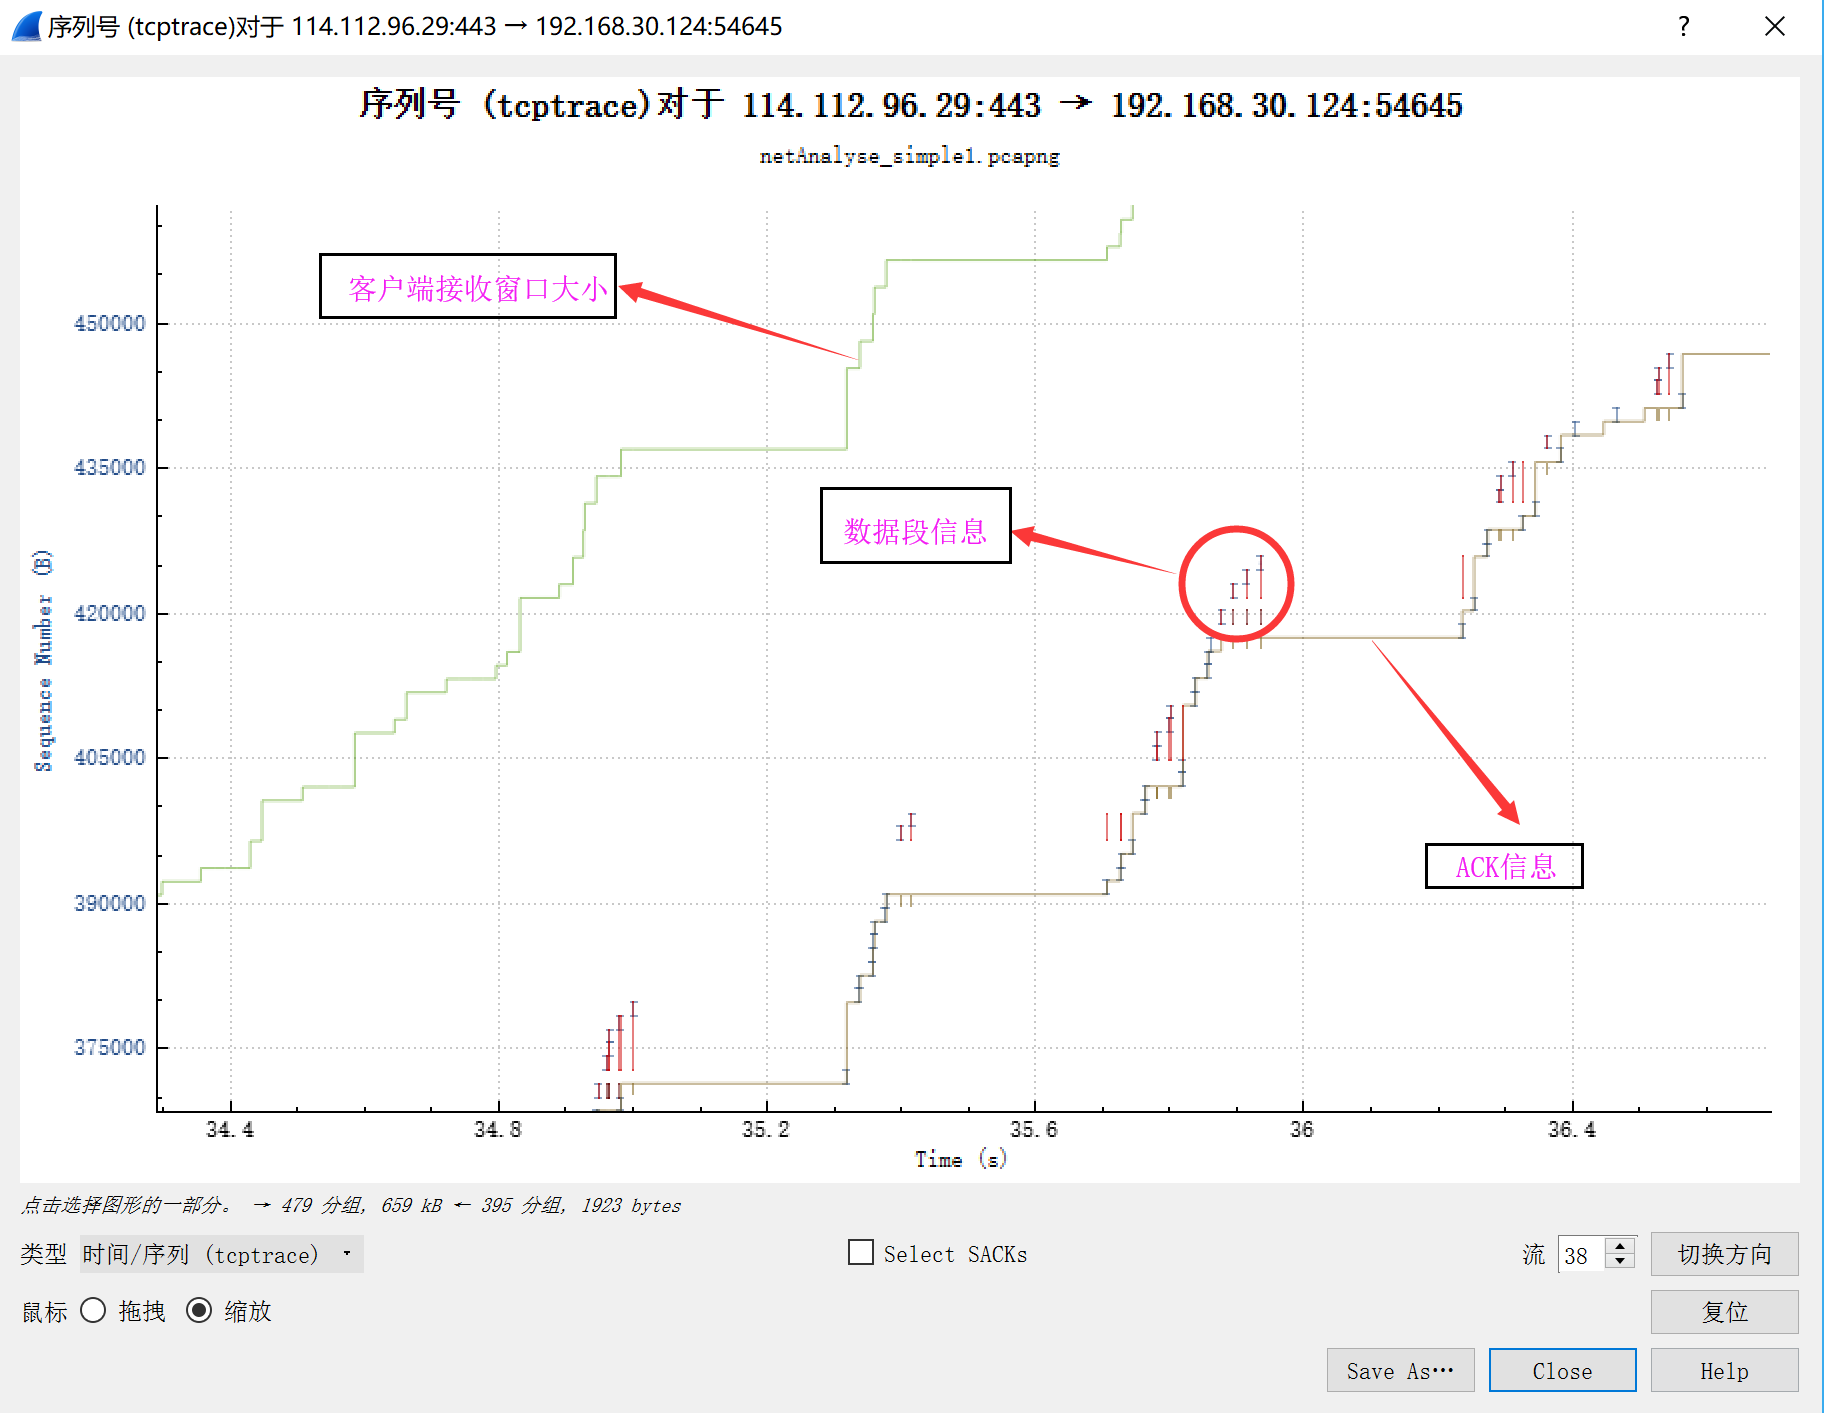 序列号 (tcptrace)对于 114.112.96.29:443 → 192.168.30.124:54645
?
序列号 (tcptrace)对于 114.112.96.29:443 → 192.168.30.124:54645
netAnalyse_simple1.pcapng
客户端接收窗口大小
数据段信息
ACK信息
Sequence Number (B)
450000
435000
420000
405000
390000
375000
34.4
34.8
35.2
35.6
36
36.4
Time (s)
点击选择图形的一部分。 → 479 分组, 659 kB ← 395 分组, 1923 bytes
类型 时间/序列 (tcptrace)
Select SACKs
流 38
切换方向
鼠标 拖拽 缩放
复位
Save As…
Close
Help